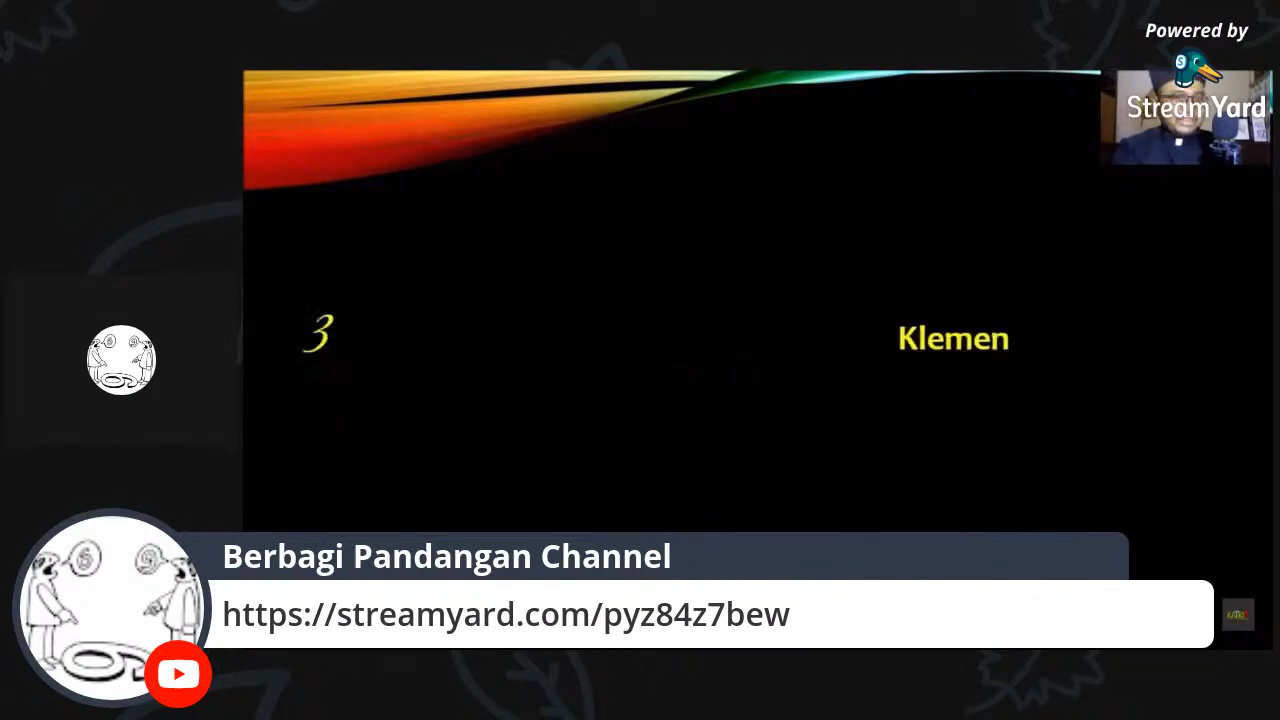 Powered by
StreamYard
3
Klemen
Berbagi Pandangan Channel
https://streamyard.com/pyz84z7bew